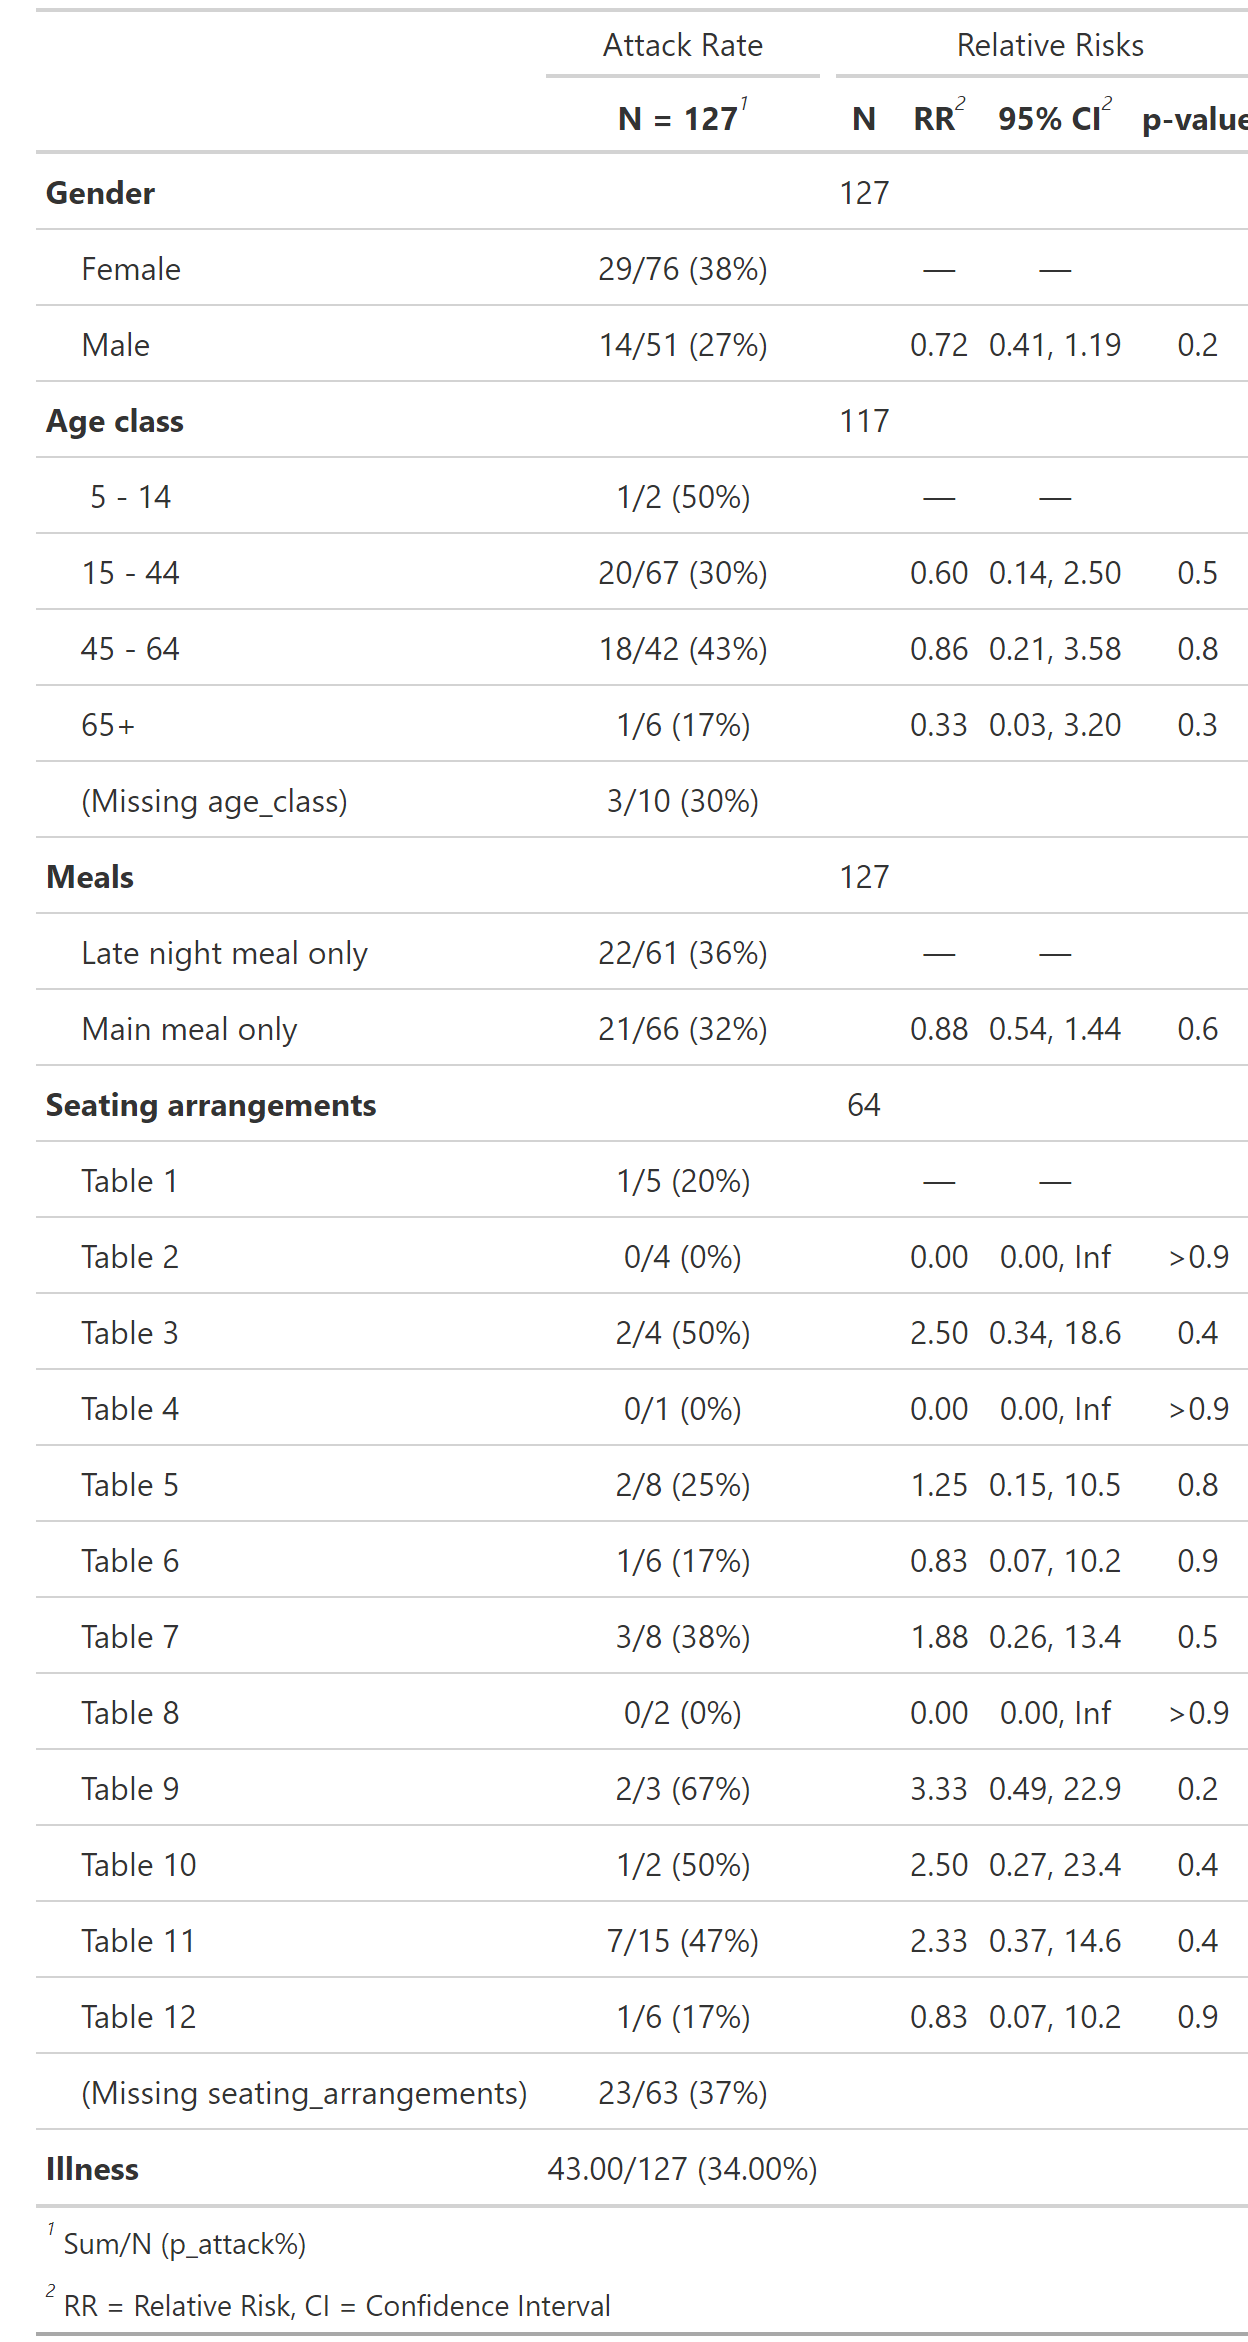 Attack Rate Relative Risks
N = 127¹ N RR² 95% CI² p-value
Gender 127
Female 29/76 (38%) — —
Male 14/51 (27%) 0.72 0.41, 1.19 0.2
Age class 117
5 - 14 1/2 (50%) — —
15 - 44 20/67 (30%) 0.60 0.14, 2.50 0.5
45 - 64 18/42 (43%) 0.86 0.21, 3.58 0.8
65+ 1/6 (17%) 0.33 0.03, 3.20 0.3
(Missing age_class) 3/10 (30%)
Meals 127
Late night meal only 22/61 (36%) — —
Main meal only 21/66 (32%) 0.88 0.54, 1.44 0.6
Seating arrangements 64
Table 1 1/5 (20%) — —
Table 2 0/4 (0%) 0.00 0.00, Inf >0.9
Table 3 2/4 (50%) 2.50 0.34, 18.6 0.4
Table 4 0/1 (0%) 0.00 0.00, Inf >0.9
Table 5 2/8 (25%) 1.25 0.15, 10.5 0.8
Table 6 1/6 (17%) 0.83 0.07, 10.2 0.9
Table 7 3/8 (38%) 1.88 0.26, 13.4 0.5
Table 8 0/2 (0%) 0.00 0.00, Inf >0.9
Table 9 2/3 (67%) 3.33 0.49, 22.9 0.2
Table 10 1/2 (50%) 2.50 0.27, 23.4 0.4
Table 11 7/15 (47%) 2.33 0.37, 14.6 0.4
Table 12 1/6 (17%) 0.83 0.07, 10.2 0.9
(Missing seating_arrangements) 23/63 (37%)
Illness 43.00/127 (34.00%)
¹ Sum/N (p_attack%)
² RR = Relative Risk, CI = Confidence Interval